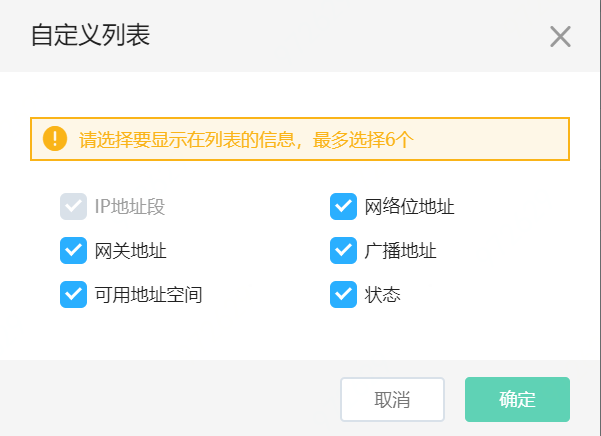 自定义列表
请选择要显示在列表的信息，最多选择6个
IP地址段
网络位地址
网关地址
广播地址
可用地址空间
状态
取消
确定